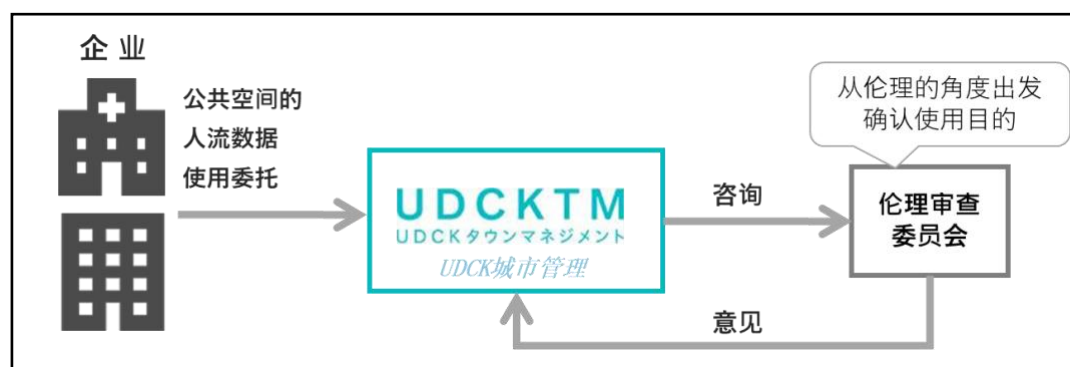 企业
公共空间的
人流数据
使用委托
UDCKTM
UDCKタウンマネジメント
UDCK城市管理
咨询
从伦理的角度出发
确认使用目的
伦理审查
委员会
意见